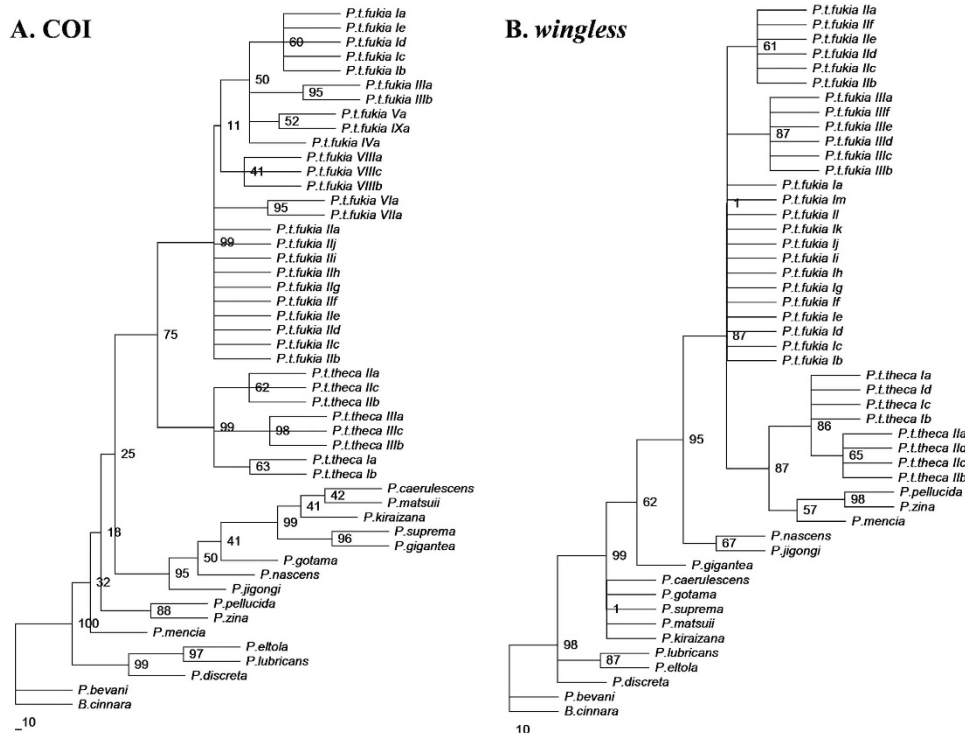 A. COI
P.t.fukia Ia
P.t.fukia Ie
60 P.t.fukia Id
P.t.fukia Ic
P.t.fukia Ib
50
P.t.fukia IIIa
95
P.t.fukia IIIb
P.t.fukia Va
52
P.t.fukia IXa
11
P.t.fukia IVa
P.t.fukia VIIIa
41 P.t.fukia VIIIc
P.t.fukia VIIIb
P.t.fukia VIa
95
P.t.fukia VIIa
P.t.fukia IIa
99 P.t.fukia IIj
P.t.fukia IIi
P.t.fukia IIh
P.t.fukia IIg
P.t.fukia IIf
P.t.fukia IIe
75 P.t.fukia IId
P.t.fukia IIc
P.t.fukia IIb
P.t.theca IIa
62 P.t.theca IIc
P.t.theca IIb
P.t.theca IIIa
99 98 P.t.theca IIIc
P.t.theca IIIb
25
P.t.theca Ia
63
P.t.theca Ib
P.caerulescens
42
P.matsuii
41
P.kiraizana
99
P.suprema
18 41 96
P.gigantea
50 P.gotama
95 P.nascens
32
P.jigongi
P.pellucida
88
P.zina
100
P.mencia
P.eltola
97
P.lubricans
99
P.discreta
P.bevani
B.cinnara
_10
B. wingless
P.t.fukia IIa
P.t.fukia IIf
P.t.fukia IIe
61
P.t.fukia IId
P.t.fukia IIc
P.t.fukia IIb
P.t.fukia IIIa
P.t.fukia IIIf
P.t.fukia IIIe
87
P.t.fukia IIId
P.t.fukia IIIc
P.t.fukia IIIb
P.t.fukia Ia
1 P.t.fukia Im
P.t.fukia Il
P.t.fukia Ik
P.t.fukia Ij
P.t.fukia Ii
P.t.fukia Ih
P.t.fukia Ig
P.t.fukia If
P.t.fukia Ie
87 P.t.fukia Id
P.t.fukia Ic
P.t.fukia Ib
P.t.theca Ia
P.t.theca Id
P.t.theca Ic
P.t.theca Ib
86
P.t.theca IIa
95
P.t.theca IId
65
P.t.theca IIc
87
P.t.theca IIb
P.pellucida
98
62 P.zina
57
P.mencia
P.nascens
67
P.jigongi
99
P.gigantea
P.caerulescens
P.gotama
1 P.suprema
P.matsuii
P.kiraizana
98
P.lubricans
87
P.eltola
P.discreta
P.bevani
B.cinnara
10